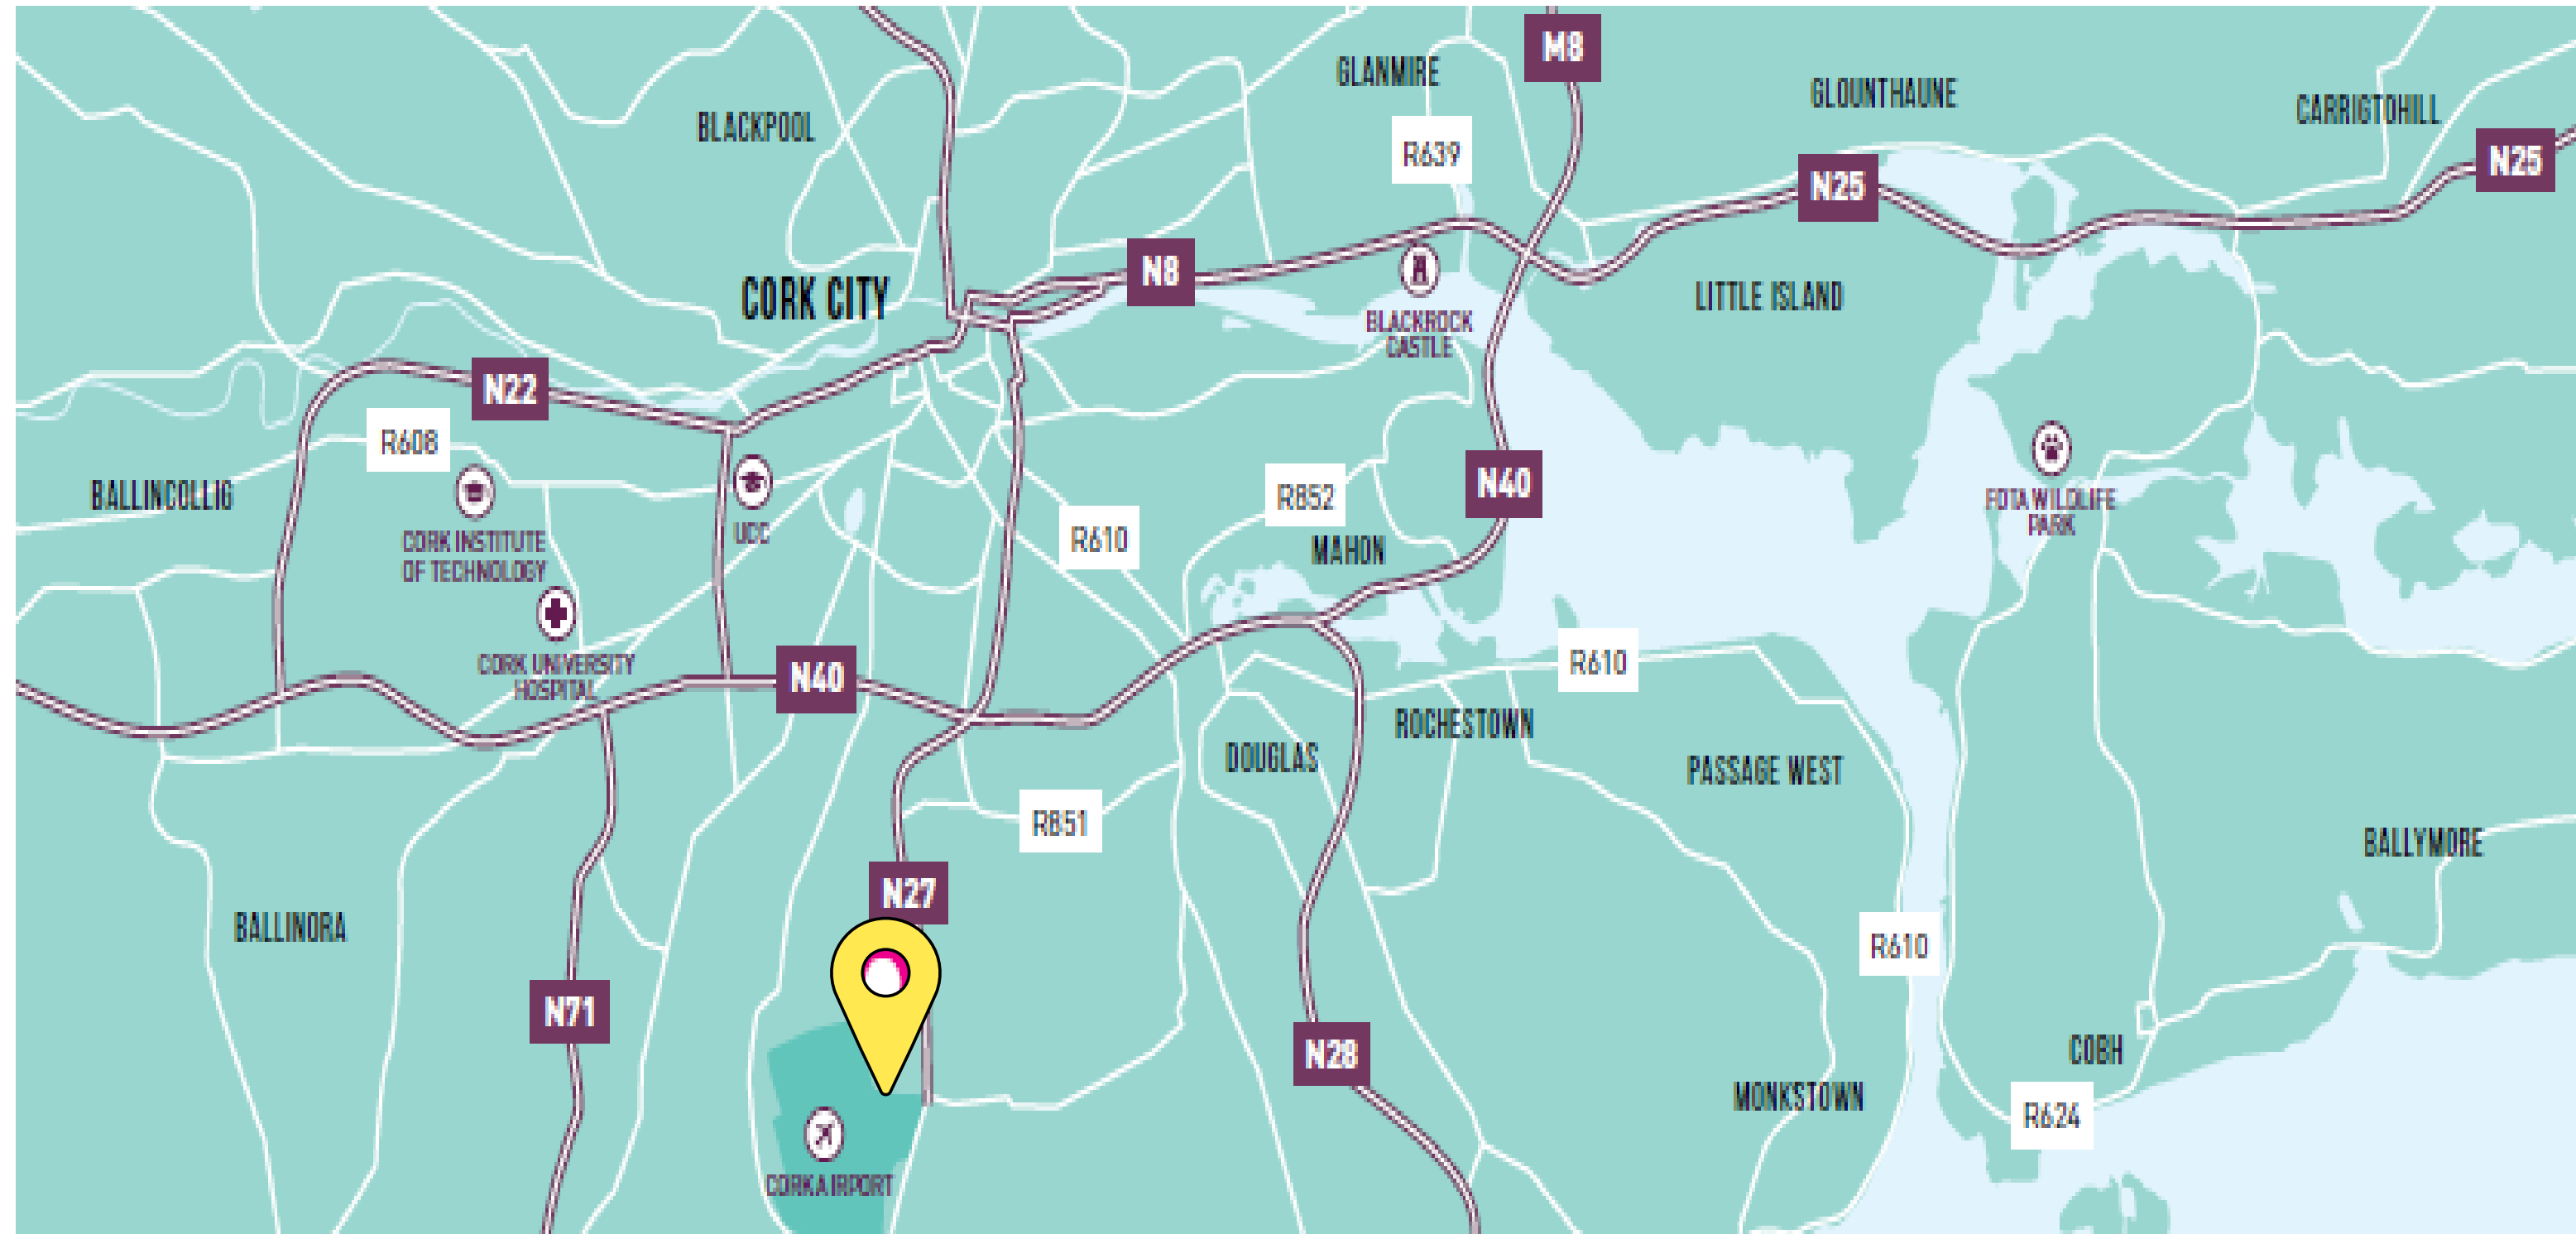 M8
GLANMIRE
GLOUNTHAUNE
CARRIGTOHILL
BLACKPOOL
R639
N25
N25
N8
CORK CITY
LITTLE ISLAND
BLACKROCK
CASTLE
N22
R608
BALLINCOLLIG
CORK INSTITUTE
OF TECHNOLOGY
UCC
R610
R852
MAHON
N40
FOTA WILDLIFE
PARK
CORK UNIVERSITY
HOSPITAL
N40
R610
ROCHESTOWN
DOUGLAS
PASSAGE WEST
R851
BALLYMORE
N27
BALLINORA
R610
N71
N28
COBH
MONKSTOWN
R624
CORK AIRPORT